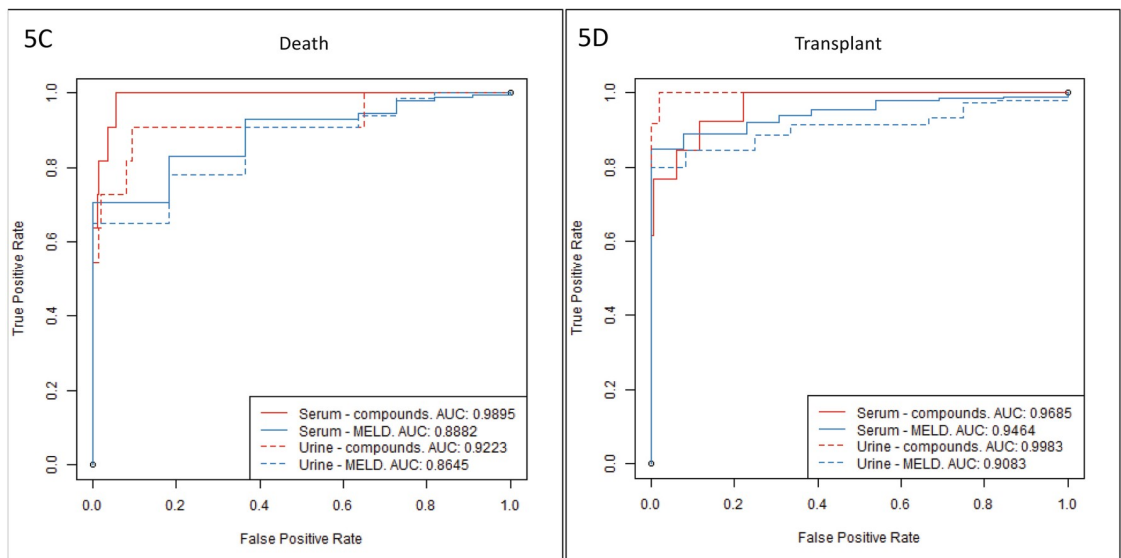 5C
Death
True Positive Rate
1.0
0.8
0.6
0.4
0.2
0.0
Serum - compounds. AUC: 0.9895
Serum - MELD. AUC: 0.8882
Urine - compounds. AUC: 0.9223
Urine - MELD. AUC: 0.8645
0.0 0.2 0.4 0.6 0.8 1.0
False Positive Rate
5D
Transplant
True Positive Rate
1.0
0.8
0.6
0.4
0.2
0.0
Serum - compounds. AUC: 0.9685
Serum - MELD. AUC: 0.9464
Urine - compounds. AUC: 0.9983
Urine - MELD. AUC: 0.9083
0.0 0.2 0.4 0.6 0.8 1.0
False Positive Rate